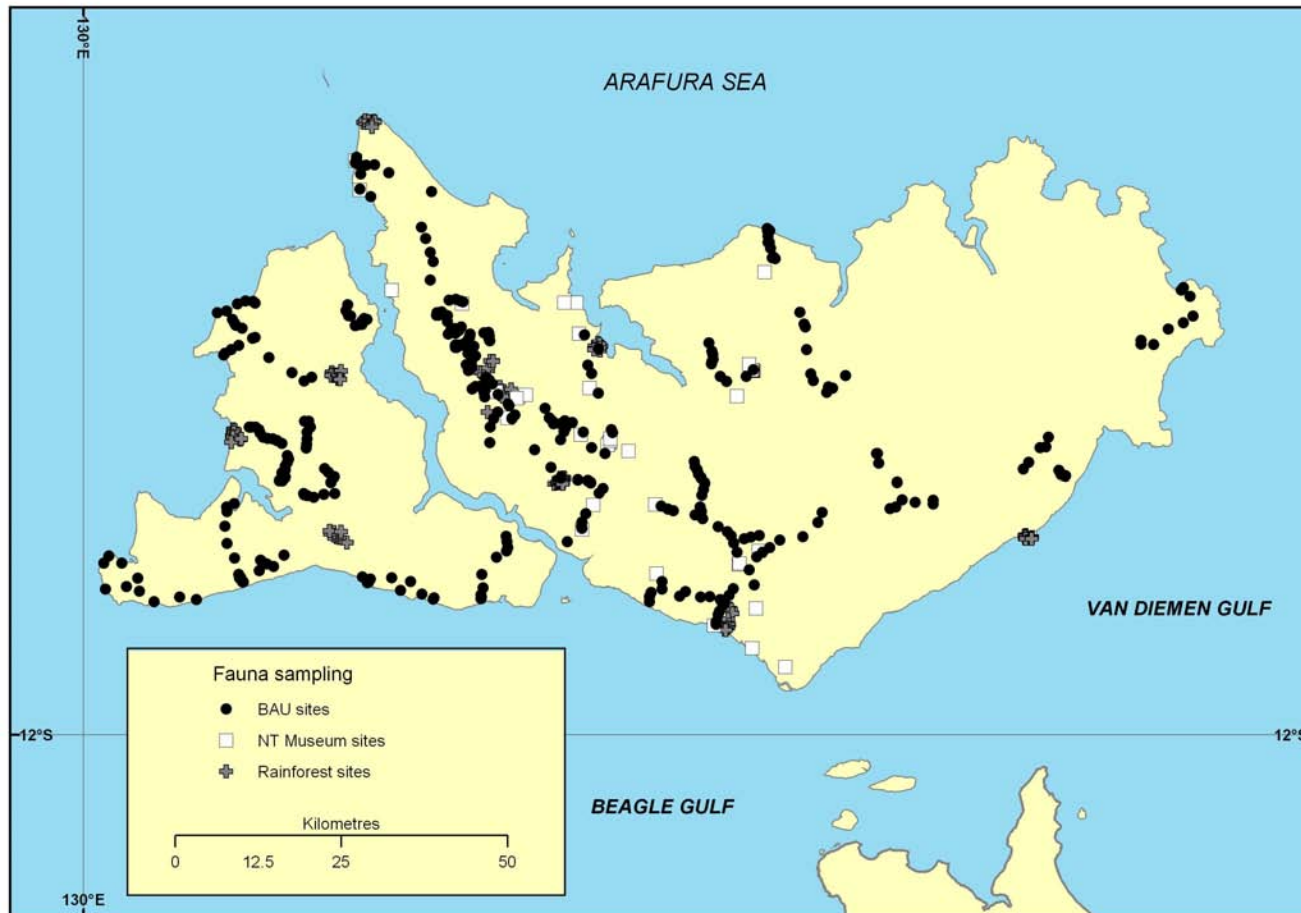 130°E
ARAFURA SEA
VAN DIEMEN GULF
Fauna sampling
BAU sites
NT Museum sites
Rainforest sites
12°S
12°S
BEAGLE GULF
Kilometres
0 12.5 25 50
130°E